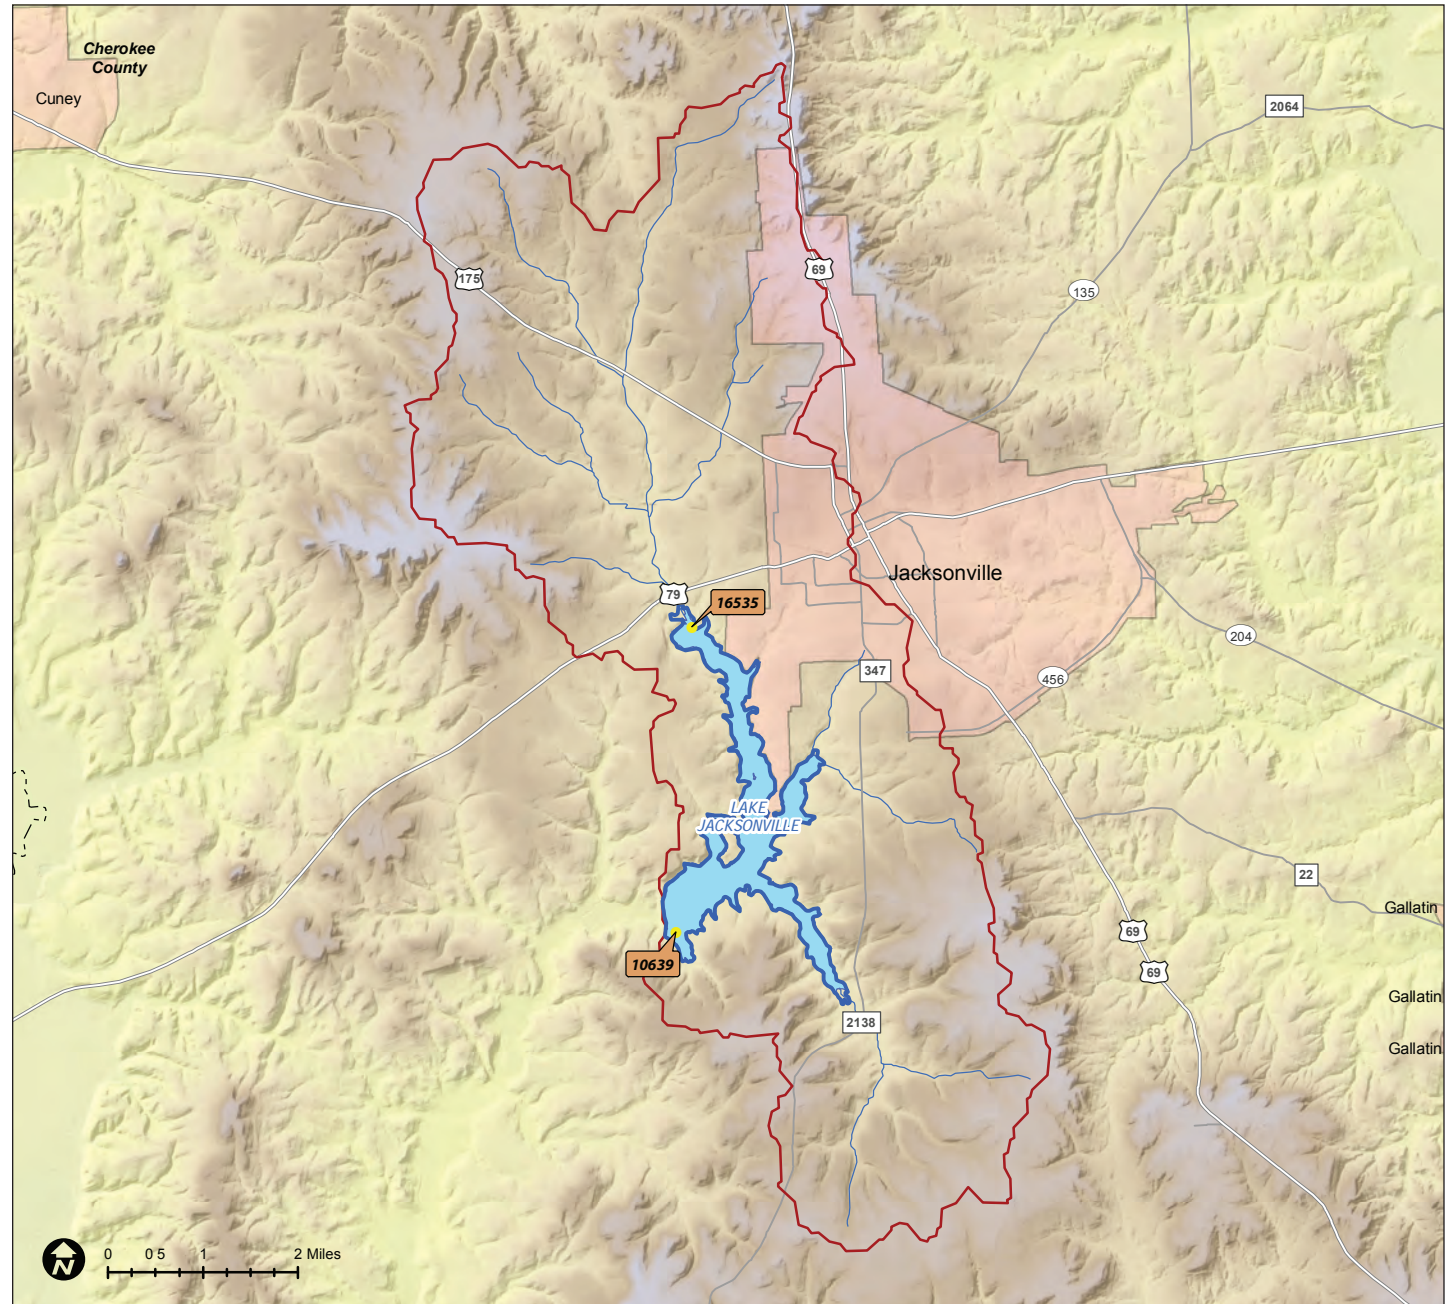 Cherokee
County
Cuney
2064
175
69
135
Jacksonville
79
16535
347
204
456
LAKE
JACKSONVILLE
22
Gallatin
69
10639
69
Gallatin
2138
Gallatin
N
0 0 5 1 2 Miles